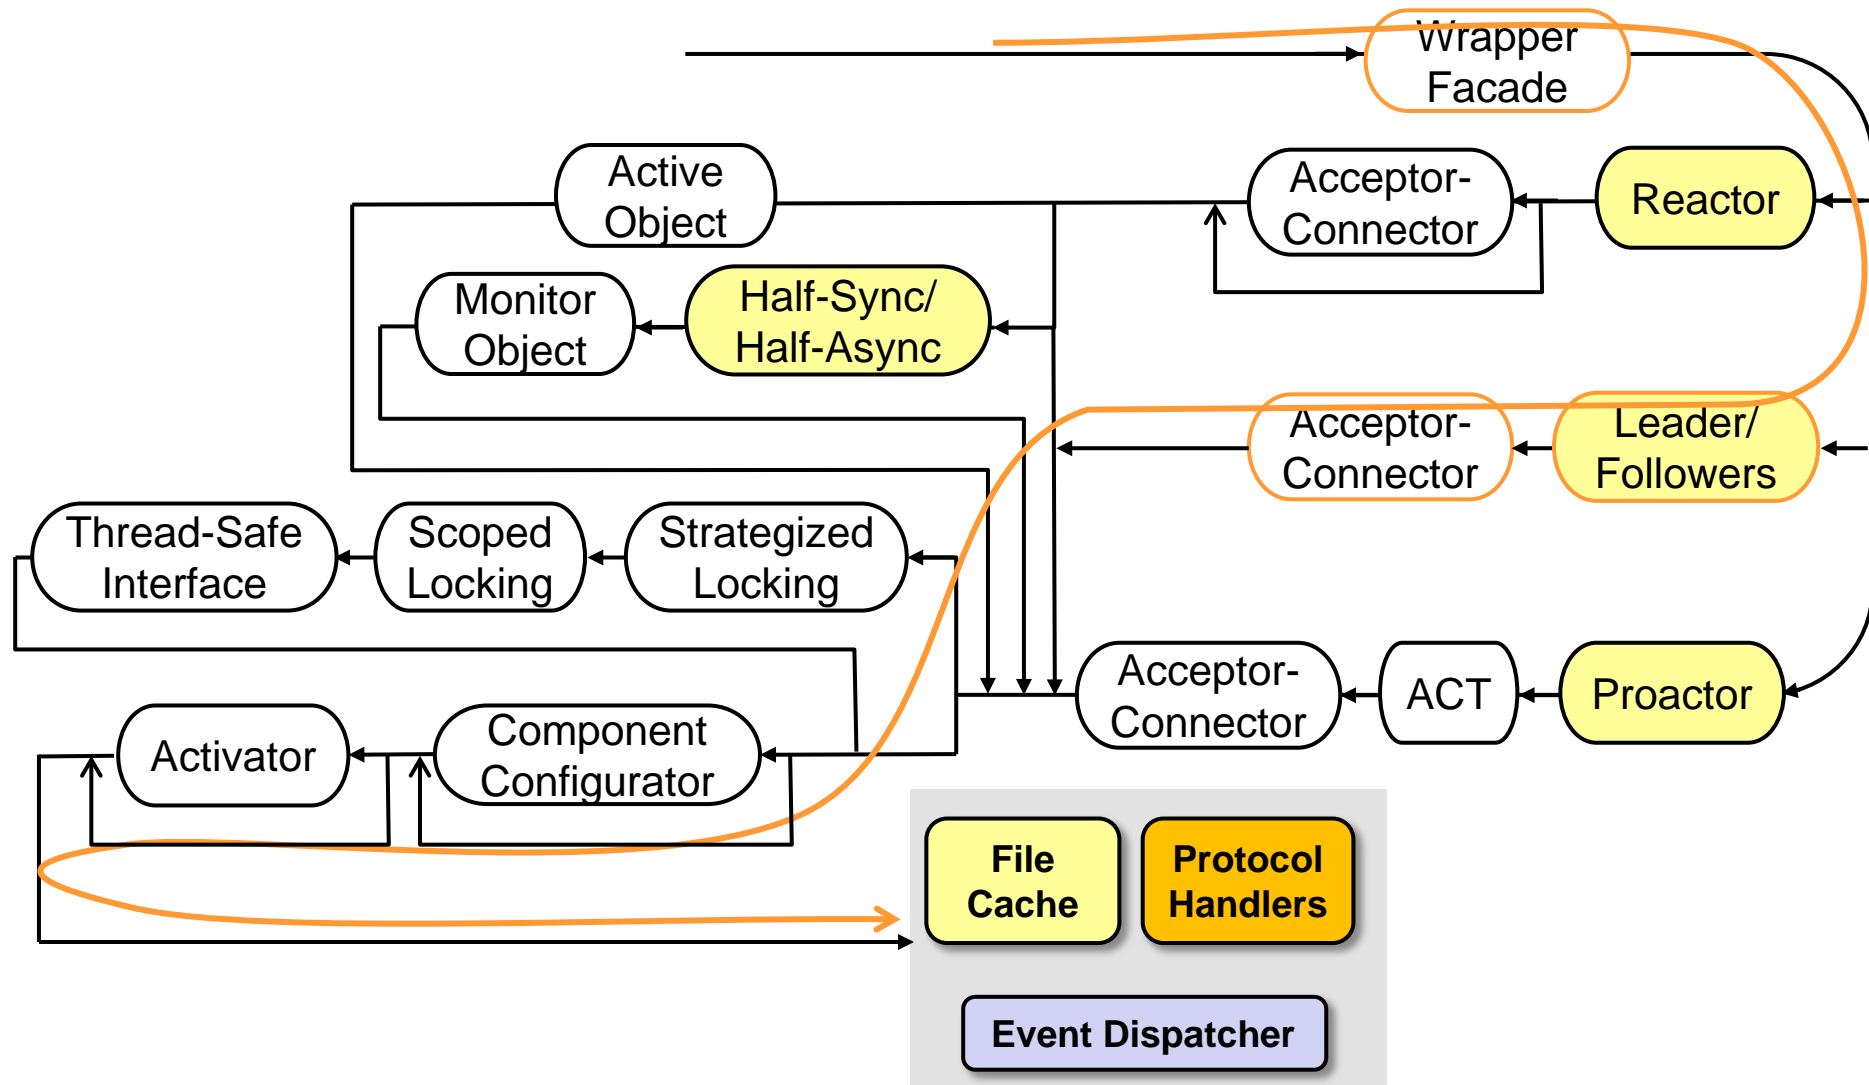 Wrapper
Facade
Active
Object
Acceptor-
Connector
Reactor
Monitor
Object
Half-Sync/
Half-Async
Acceptor-
Connector
Leader/
Followers
Thread-Safe
Interface
Scoped
Locking
Strategized
Locking
Acceptor-
Connector
ACT
Proactor
Activator
Component
Configurator
File
Cache
Protocol
Handlers
Event Dispatcher